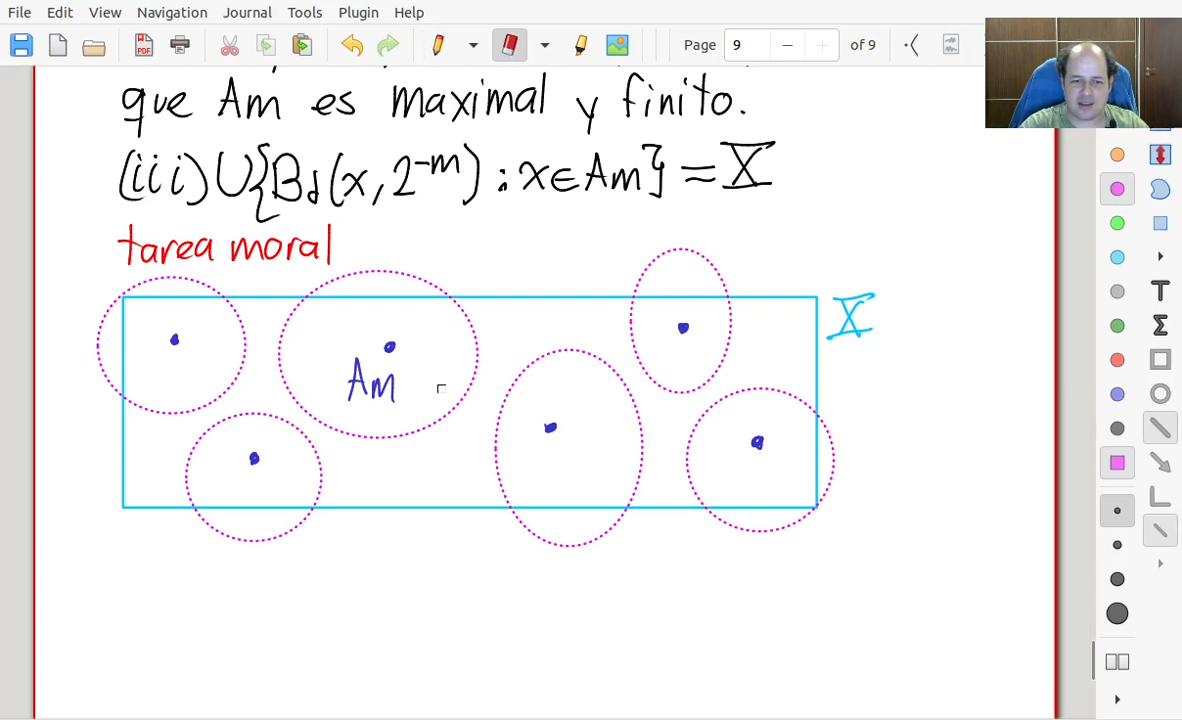 File Edit View Navigation Journal Tools Plugin Help
Page 9 of 9
que Am es maximal y finito.
(iii) U{Bd(x, 2^-m) : x∈Am} = X
tarea moral
X
Am